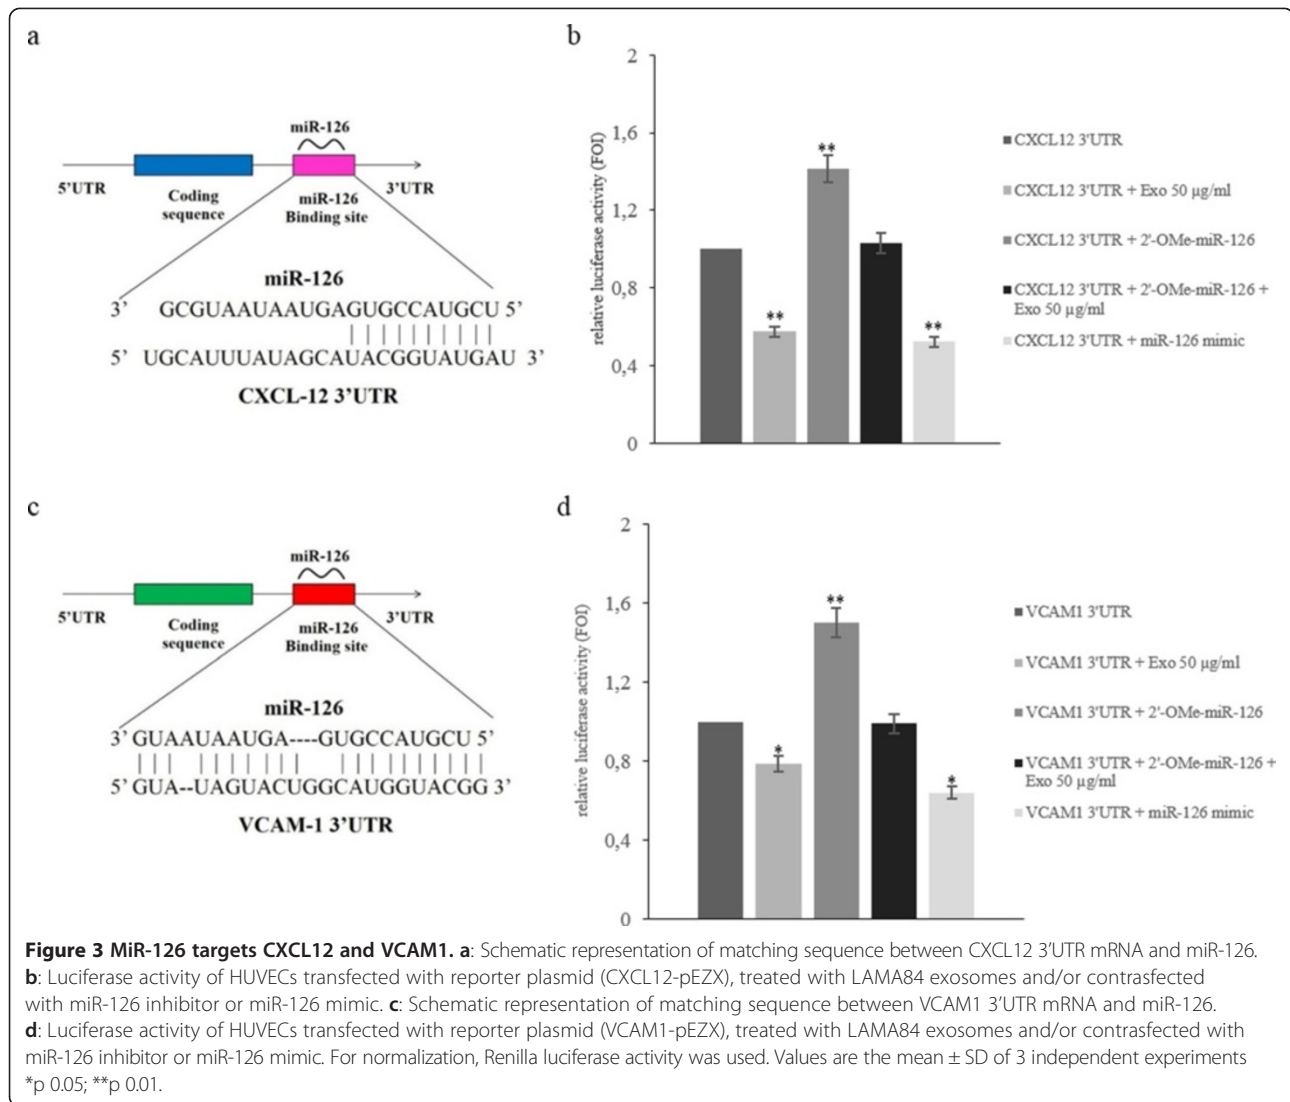 a
miR-126
5’UTR
3’UTR
Coding
sequence
miR-126
Binding site
miR-126
3’ GCGUAAUAAUGAGUGCCAUGCU 5’
5’ UGCAUUUAUAGCAUACGGUAUGAU 3’
CXCL-12 3’UTR
b
relative luciferase activity (FOI)
2
1,6
1,2
0,8
0,4
0
**
**
**
CXCL12 3'UTR
CXCL12 3'UTR + Exo 50 µg/ml
CXCL12 3'UTR + 2'-OMe-miR-126
CXCL12 3'UTR + 2'-OMe-miR-126 +
Exo 50 µg/ml
CXCL12 3'UTR + miR-126 mimic
c
miR-126
5’UTR
3’UTR
Coding
sequence
miR-126
Binding site
miR-126
3’ GUAAUAAUGA----GUGCCAUGCU 5’
5’ GUA--UAGUACUGGCAUGGUACGG 3’
VCAM-1 3’UTR
d
relative luciferase activity (FOI)
2
1,6
1,2
0,8
0,4
0
*
**
*
VCAM1 3'UTR
VCAM1 3'UTR + Exo 50 µg/ml
VCAM1 3'UTR + 2'-OMe-miR-126
VCAM1 3'UTR + 2'-OMe-miR-126 +
Exo 50 µg/ml
VCAM1 3'UTR + miR-126 mimic
Figure 3 MiR-126 targets CXCL12 and VCAM1. a: Schematic representation of matching sequence between CXCL12 3’UTR mRNA and miR-126.
b: Luciferase activity of HUVECs transfected with reporter plasmid (CXCL12-pEZX), treated with LAMA84 exosomes and/or contrasfected
with miR-126 inhibitor or miR-126 mimic. c: Schematic representation of matching sequence between VCAM1 3’UTR mRNA and miR-126.
d: Luciferase activity of HUVECs transfected with reporter plasmid (VCAM1-pEZX), treated with LAMA84 exosomes and/or contrasfected with
miR-126 inhibitor or miR-126 mimic. For normalization, Renilla luciferase activity was used. Values are the mean ± SD of 3 independent experiments
*p 0.05; **p 0.01.